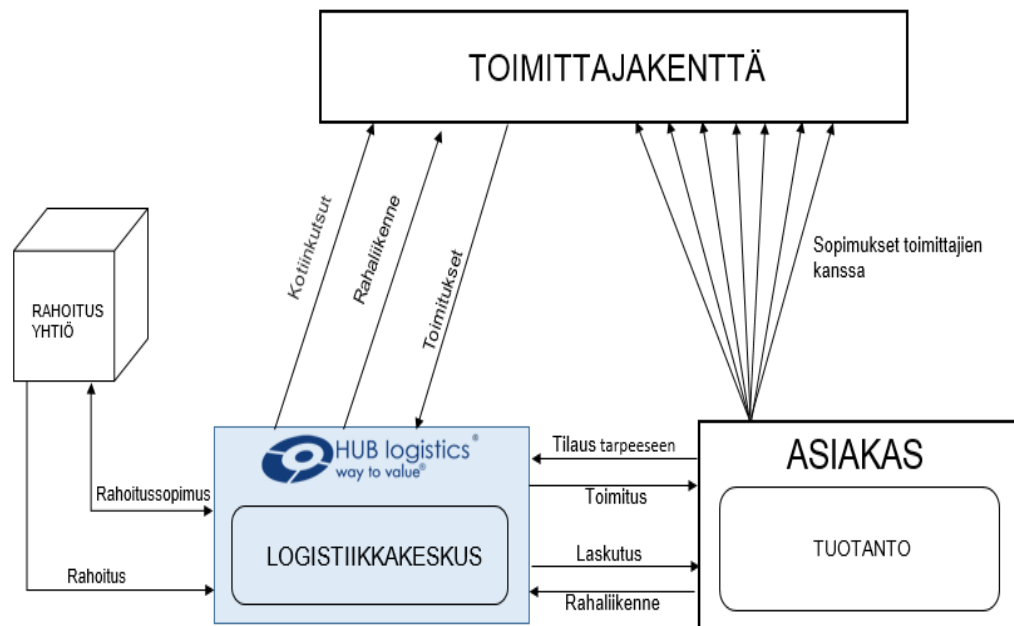 TOIMITTAJAKENTTÄ
Kotiinkutsut
Rahaliikenne
Toimitukset
Sopimukset toimittajien
kanssa
RAHOITUS
YHTIÖ
HUB logistics®
way to value®
LOGISTIIKKAKESKUS
Rahoitussopimus
Rahoitus
Tilaus tarpeeseen
Toimitus
Laskutus
Rahaliikenne
ASIAKAS
TUOTANTO